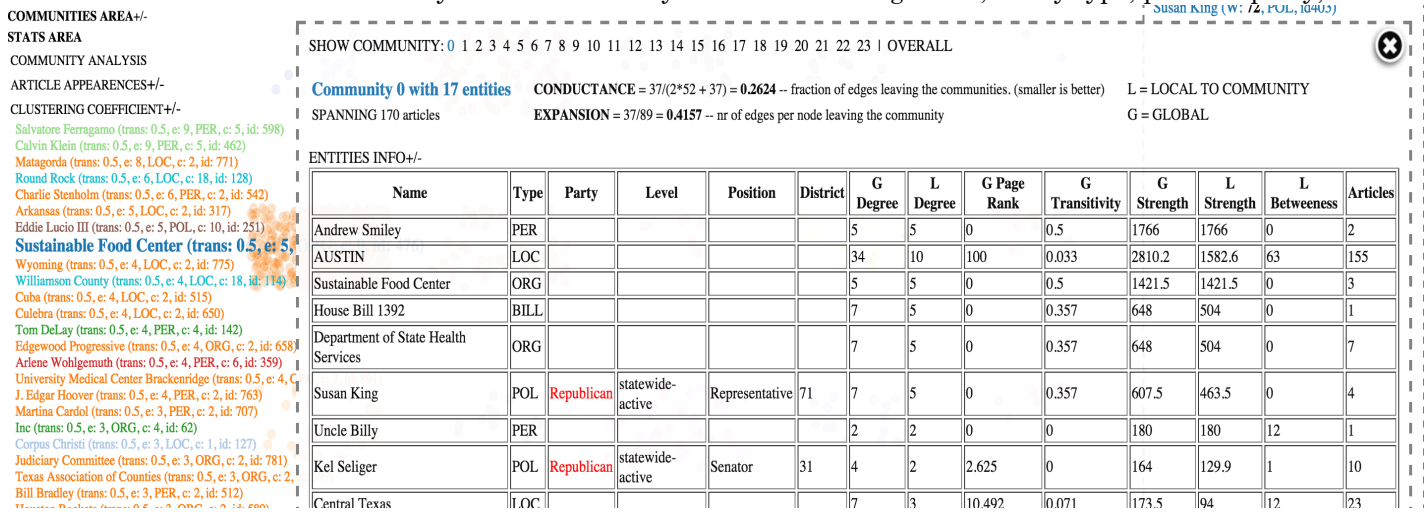 Susan King (W: 72, POL, id403)
COMMUNITIES AREA+/-
STATS AREA
COMMUNITY ANALYSIS
ARTICLE APPEARENCES+/-
CLUSTERING COEFFICIENT+/-
Salvatore Ferragamo (trans: 0.5, e: 9, PER, c: 5, id: 598)
Calvin Klein (trans: 0.5, e: 9, PER, c: 5, id: 462)
Matagorda (trans: 0.5, e: 8, LOC, c: 2, id: 771)
Round Rock (trans: 0.5, e: 6, LOC, c: 18, id: 128)
Charlie Stenholm (trans: 0.5, e: 6, PER, c: 2, id: 542)
Arkansas (trans: 0.5, e: 5, LOC, c: 2, id: 317)
Eddie Lucio III (trans: 0.5, e: 5, POL, c: 10, id: 251)
Sustainable Food Center (trans: 0.5, e: 5,
Wyoming (trans: 0.5, e: 4, LOC, c: 2, id: 775)
Williamson County (trans: 0.5, e: 4, LOC, c: 18, id: 114)
Cuba (trans: 0.5, e: 4, LOC, c: 2, id: 515)
Culebra (trans: 0.5, e: 4, LOC, c: 2, id: 650)
Tom DeLay (trans: 0.5, e: 4, PER, c: 4, id: 142)
Edgewood Progressive (trans: 0.5, e: 4, ORG, c: 2, id: 658)
Arlene Wohlgemuth (trans: 0.5, e: 4, PER, c: 6, id: 359)
University Medical Center Brackenridge (trans: 0.5, e: 4, O
J. Edgar Hoover (trans: 0.5, e: 4, PER, c: 2, id: 763)
Martina Cardol (trans: 0.5, e: 3, PER, c: 2, id: 707)
Inc (trans: 0.5, e: 3, ORG, c: 4, id: 62)
Corpus Christi (trans: 0.5, e: 3, LOC, c: 1, id: 127)
Judiciary Committee (trans: 0.5, e: 3, ORG, c: 2, id: 781)
Texas Association of Counties (trans: 0.5, e: 3, ORG, c: 2,
Bill Bradley (trans: 0.5, e: 3, PER, c: 2, id: 512)
SHOW COMMUNITY: 0 1 2 3 4 5 6 7 8 9 10 11 12 13 14 15 16 17 18 19 20 21 22 23 | OVERALL
Community 0 with 17 entities CONDUCTANCE = 37/(2*52 + 37) = 0.2624 -- fraction of edges leaving the communities. (smaller is better) L = LOCAL TO COMMUNITY
SPANNING 170 articles EXPANSION = 37/89 = 0.4157 -- nr of edges per node leaving the community G = GLOBAL
ENTITIES INFO+/-
Name Type Party Level Position District G Degree L Degree G Page Rank G Transitivity G Strength L Strength L Betweeness Articles
Andrew Smiley PER 5 5 0 0.5 1766 1766 0 2
AUSTIN LOC 34 10 100 0.033 2810.2 1582.6 63 155
Sustainable Food Center ORG 5 5 0 0.5 1421.5 1421.5 0 3
House Bill 1392 BILL 7 5 0 0.357 648 504 0 1
Department of State Health Services ORG 7 5 0 0.357 648 504 0 7
Susan King POL Republican statewide-active Representative 71 7 5 0 0.357 607.5 463.5 0 4
Uncle Billy PER 2 2 0 0 180 180 12 1
Kel Seliger POL Republican statewide-active Senator 31 4 2 2.625 0 164 129.9 1 10
Central Texas LOC 7 3 10.492 0.071 173.5 94 12 23